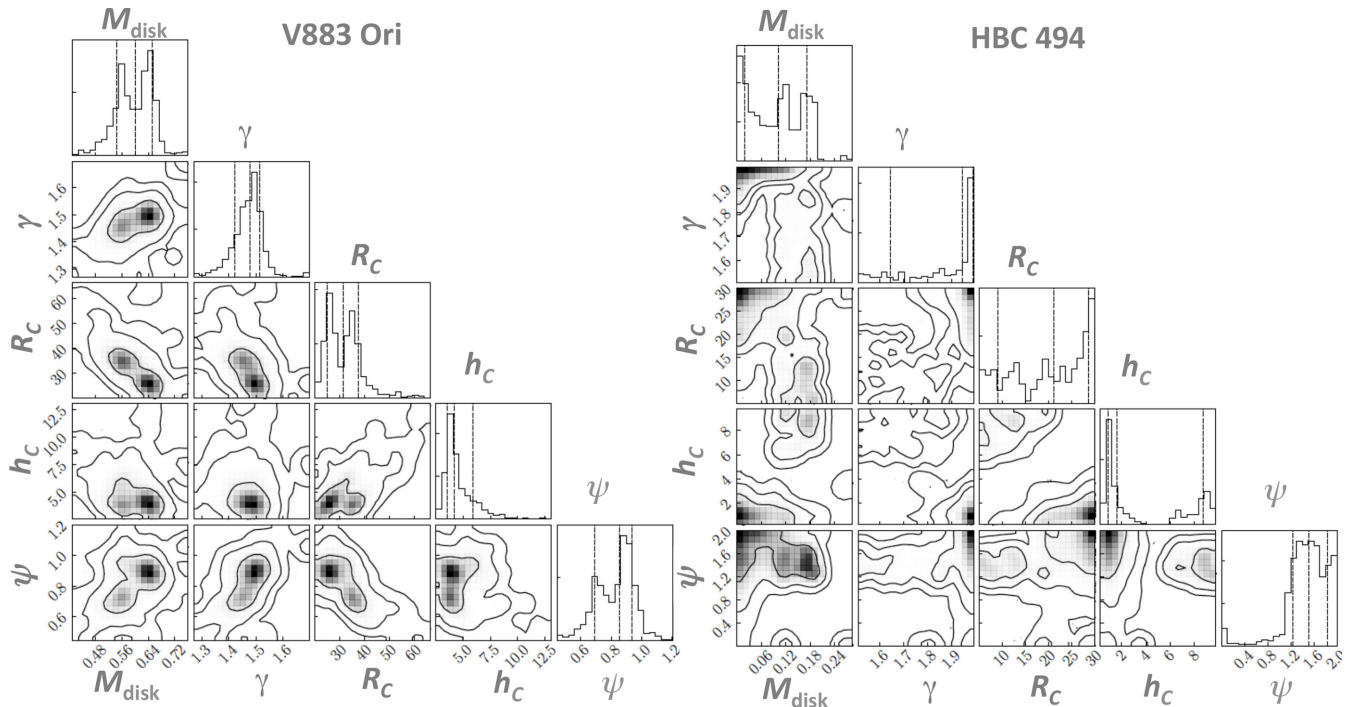 M_disk
V883 Ori
M_disk
HBC 494
γ
γ
γ
1.6
1.5
1.4
1.3
R_C
γ
1.9
1.8
1.7
1.6
R_C
R_C
60
50
40
30
h_C
R_C
30
25
20
15
10
h_C
h_C
12.5
10.0
7.5
5.0
ψ
h_C
8
6
4
2
ψ
ψ
1.2
1.0
0.8
0.6
ψ
2.0
1.6
1.2
0.8
0.4
0.48 0.56 0.64 0.72 1.3 1.4 1.5 1.6 30 40 50 60 5.0 7.5 10.0 12.5 0.6 0.8 1.0 1.2
0.06 0.12 0.18 0.24 1.6 1.7 1.8 1.9 10 15 20 25 30 2 4 6 8 0.4 0.8 1.2 1.6 2.0
M_disk γ R_C h_C ψ
M_disk γ R_C h_C ψ